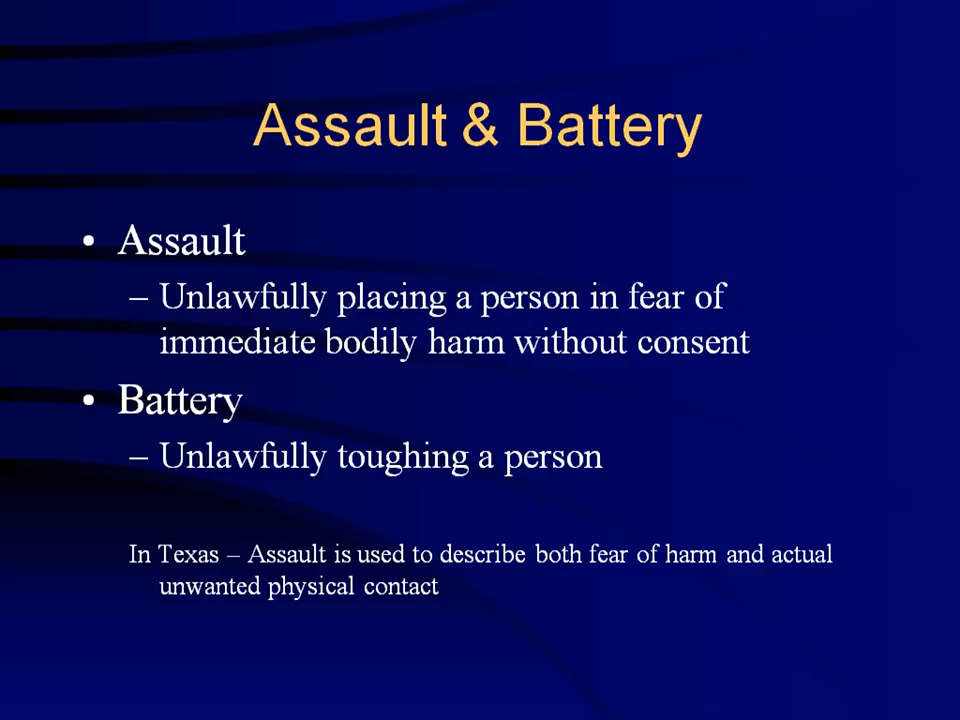 Assault & Battery
• Assault
– Unlawfully placing a person in fear of
immediate bodily harm without consent
• Battery
– Unlawfully toughing a person
In Texas – Assault is used to describe both fear of harm and actual
unwanted physical contact